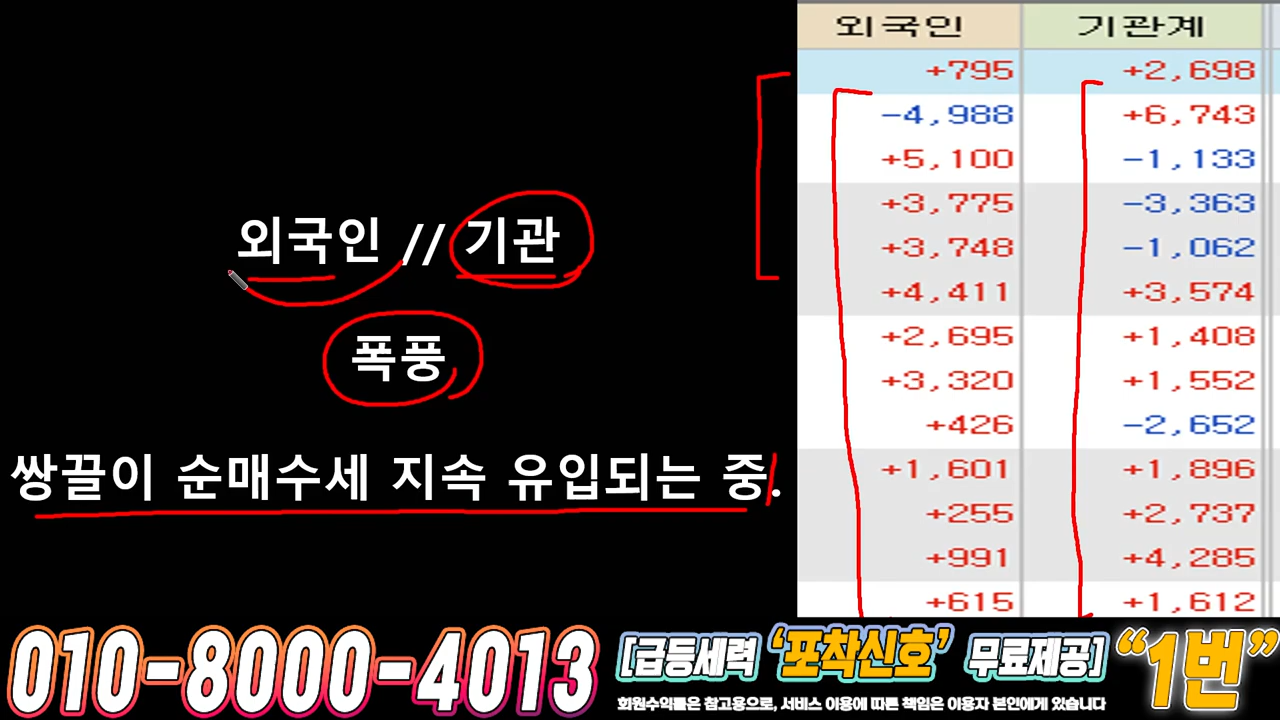 외국인 // 기관
폭풍
쌍끌이 순매수세 지속 유입되는 중.
외국인 기관계
+795 +2,698
-4,988 +6,743
+5,100 -1,133
+3,775 -3,363
+3,748 -1,062
+4,411 +3,574
+2,695 +1,408
+3,320 +1,552
+426 -2,652
+1,601 +1,896
+255 +2,737
+991 +4,285
+615 +1,612
010-8000-4013 [급등세력 '포착신호' 무료제공] "1번"
회원수익률은 참고용으로, 서비스 이용에 따른 책임은 이용자 본인에게 있습니다